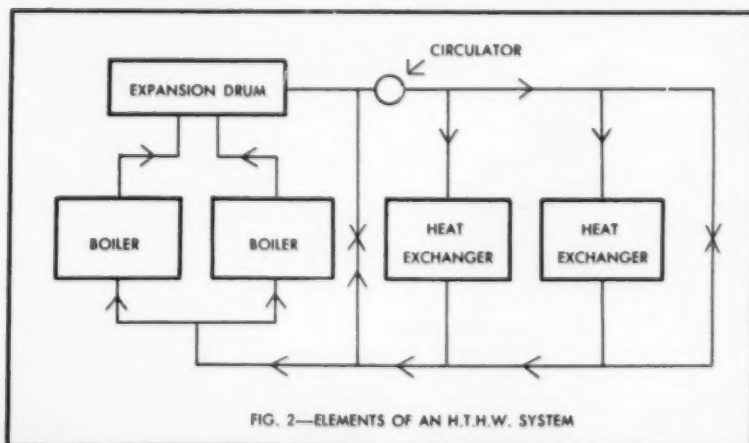 CIRCULATOR
EXPANSION DRUM
BOILER
BOILER
HEAT
EXCHANGER
HEAT
EXCHANGER
FIG. 2—ELEMENTS OF AN H.T.H.W. SYSTEM